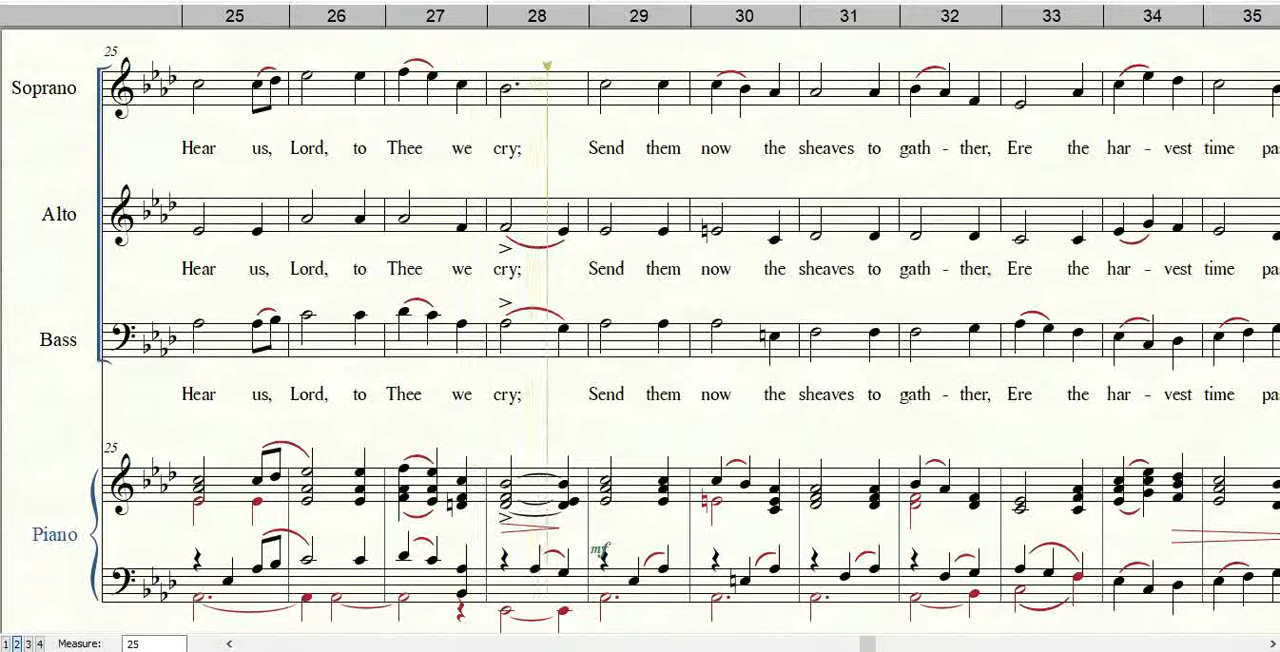 25 26 27 28 29 30 31 32 33 34 35
25
Soprano
Hear us, Lord, to Thee we cry; Send them now the sheaves to gath - ther, Ere the har - vest time pa
Alto
Hear us, Lord, to Thee we cry; Send them now the sheaves to gath - ther, Ere the har - vest time pa
Bass
Hear us, Lord, to Thee we cry; Send them now the sheaves to gath - ther, Ere the har - vest time pa
25
Piano
mf
1 2 3 4 Measure: 25